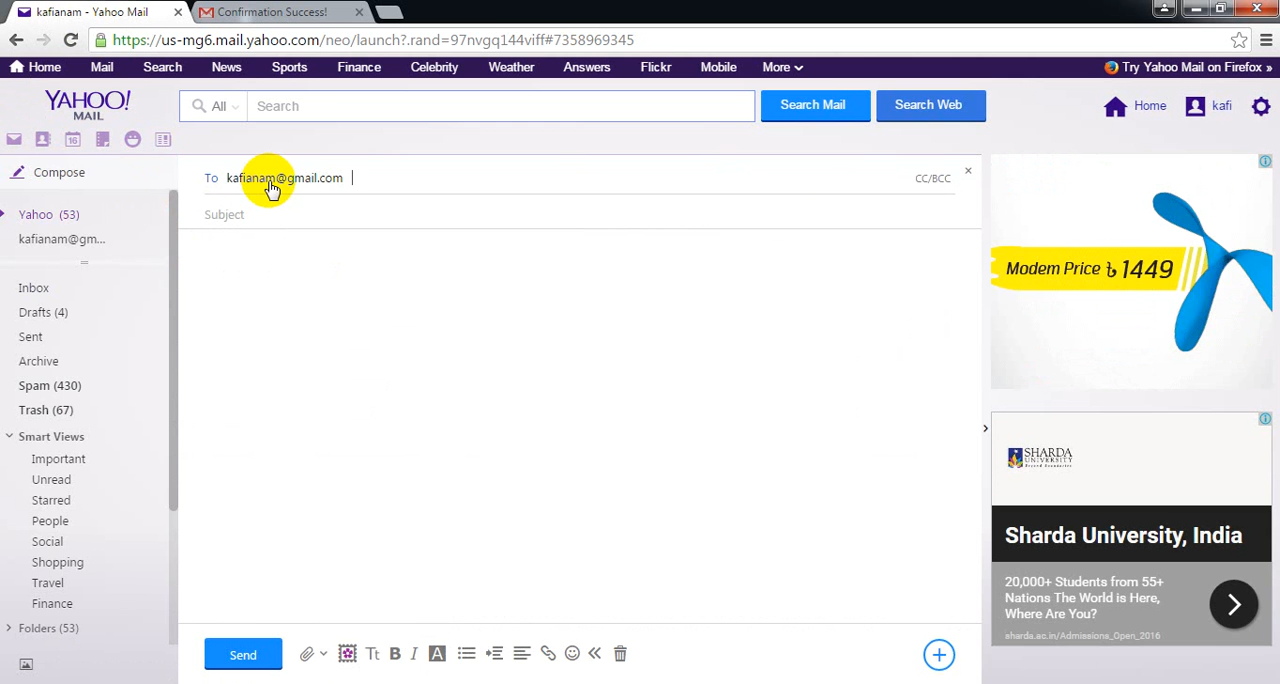 kafianam - Yahoo Mail
Confirmation Success!
https://us-mg6.mail.yahoo.com/neo/launch?.rand=97nvgq144viff#7358969345
Home Mail Search News Sports Finance Celebrity Weather Answers Flickr Mobile More
Try Yahoo Mail on Firefox »
YAHOO!
MAIL
All
Search
Search Mail
Search Web
Home
kafi
16
Compose
To kafianam@gmail.com
CC/BCC
Subject
Yahoo (53)
kafianam@gm...
Inbox
Drafts (4)
Sent
Archive
Spam (430)
Trash (67)
Smart Views
Important
Unread
Starred
People
Social
Shopping
Travel
Finance
Folders (53)
Send
Tt B I A
Modem Price ৳ 1449
SHARDA
UNIVERSITY
Sharda University, India
20,000+ Students from 55+
Nations The World is Here,
Where Are You?
sharda.ac.in/Admissions_Open_2016